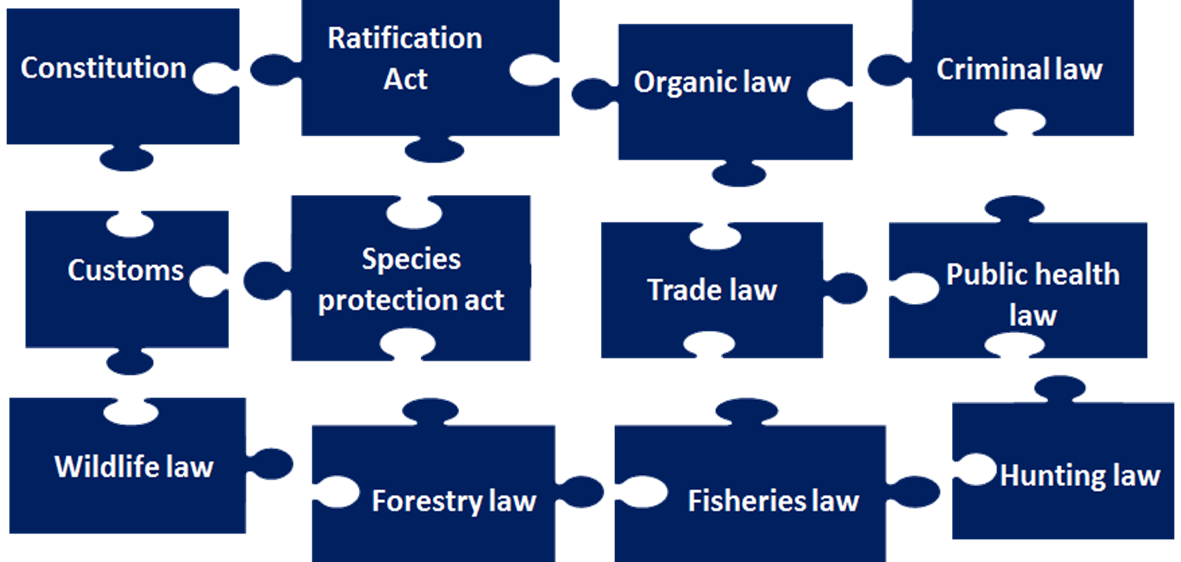 Constitution
Ratification
Act
Organic law
Criminal law
Customs
Species
protection act
Trade law
Public health
law
Wildlife law
Forestry law
Fisheries law
Hunting law